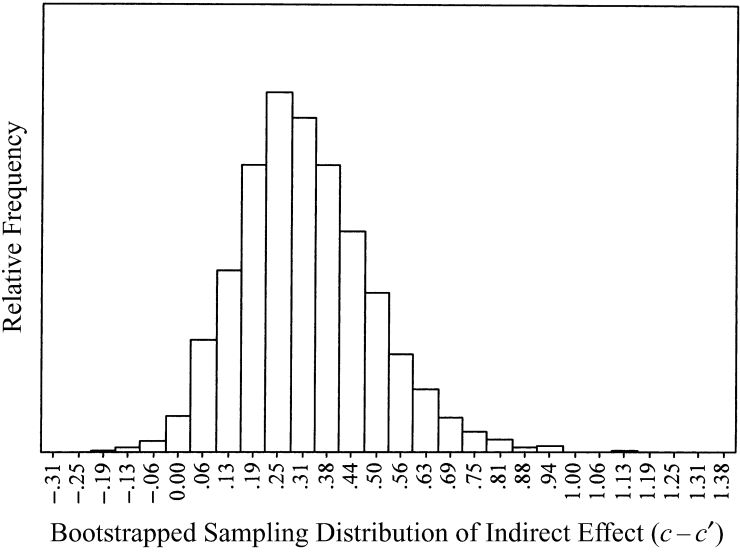 Relative Frequency
−.31 −.25 −.19 −.13 −.06 0.00 .06 .13 .19 .25 .31 .38 .44 .50 .56 .63 .69 .75 .81 .88 .94 1.00 1.06 1.13 1.19 1.25 1.31 1.38
Bootstrapped Sampling Distribution of Indirect Effect (c – c′)